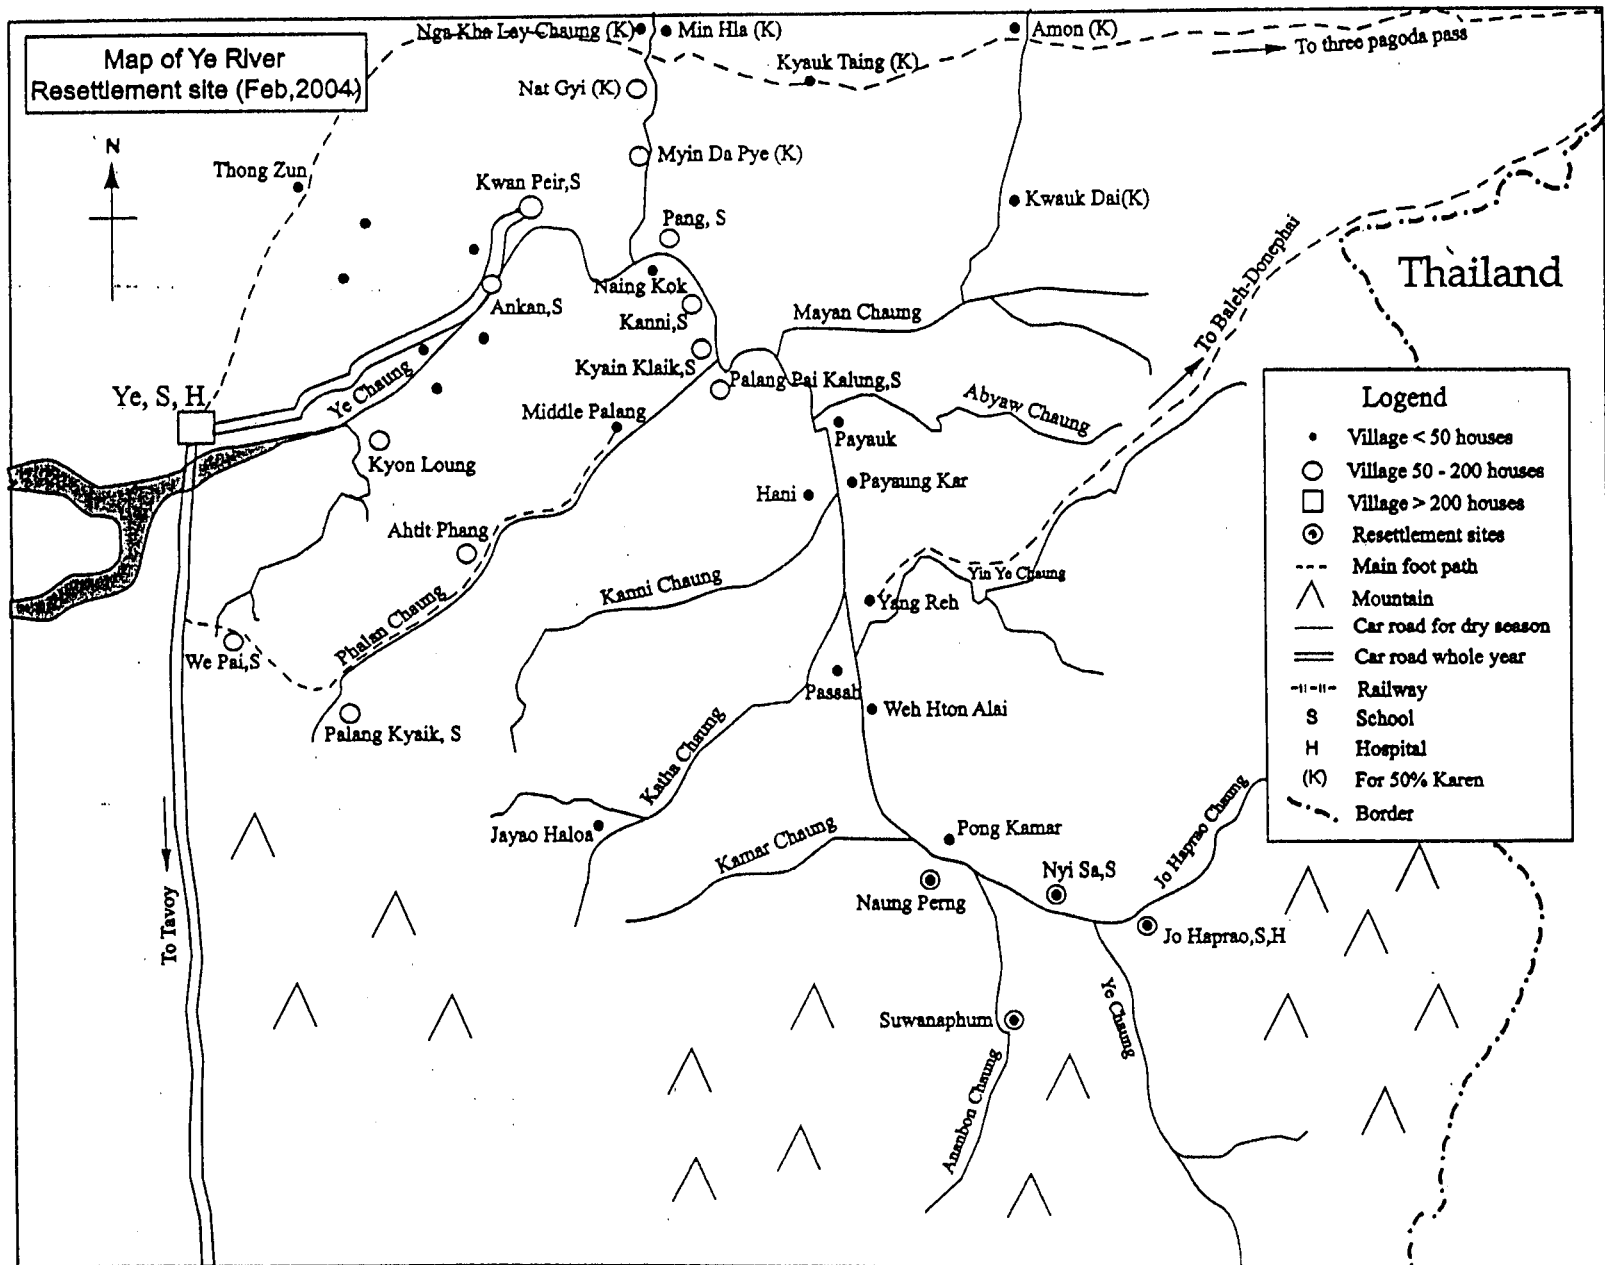 Map of Ye River
Resettlement site (Feb,2004)
Nga Kha Lay Chaung (K)
Min Hla (K)
Amon (K)
To three pagoda pass
Kyauk Taing (K)
Nat Gyi (K)
N
Myin Da Pye (K)
Thong Zun
Kwan Peir,S
Kwauk Dai(K)
Pang, S
Thailand
To Baleh-Donephai
Naing Kok
Ankan,S
Kanni,S
Mayan Chaung
Kyain Klaik,S
Palang Pai Kalung,S
Ye, S, H
Ye Chaung
Abyaw Chaung
Middle Palang
Payauk
Kyon Loung
Hani
Payaung Kar
Ahtit Phang
Yin Ye Chaung
Kanni Chaung
Yang Reh
Phalan Chaung
We Pai,S
Passah
Weh Hton Alai
Palang Kyaik, S
Katha Chaung
Jayao Haloa
Kamar Chaung
Pong Kamar
Jo Haprao Chaung
Nyi Sa,S
Naung Perng
Jo Haprao,S,H
To Tavoy
Suwanaphum
Ye Chaung
Ananbon Chaung
Legend
Village < 50 houses
Village 50 - 200 houses
Village > 200 houses
Resettlement sites
Main foot path
Mountain
Car road for dry season
Car road whole year
Railway
S School
H Hospital
(K) For 50% Karen
Border